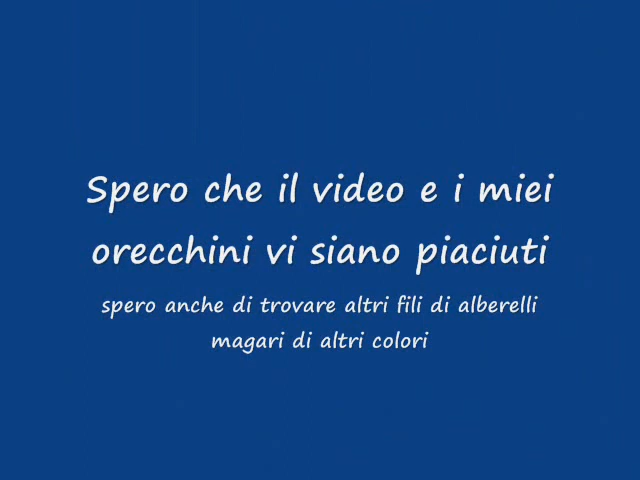 Spero che il video e i miei
orecchini vi siano piaciuti
spero anche di trovare altri fili di alberelli
magari di altri colori